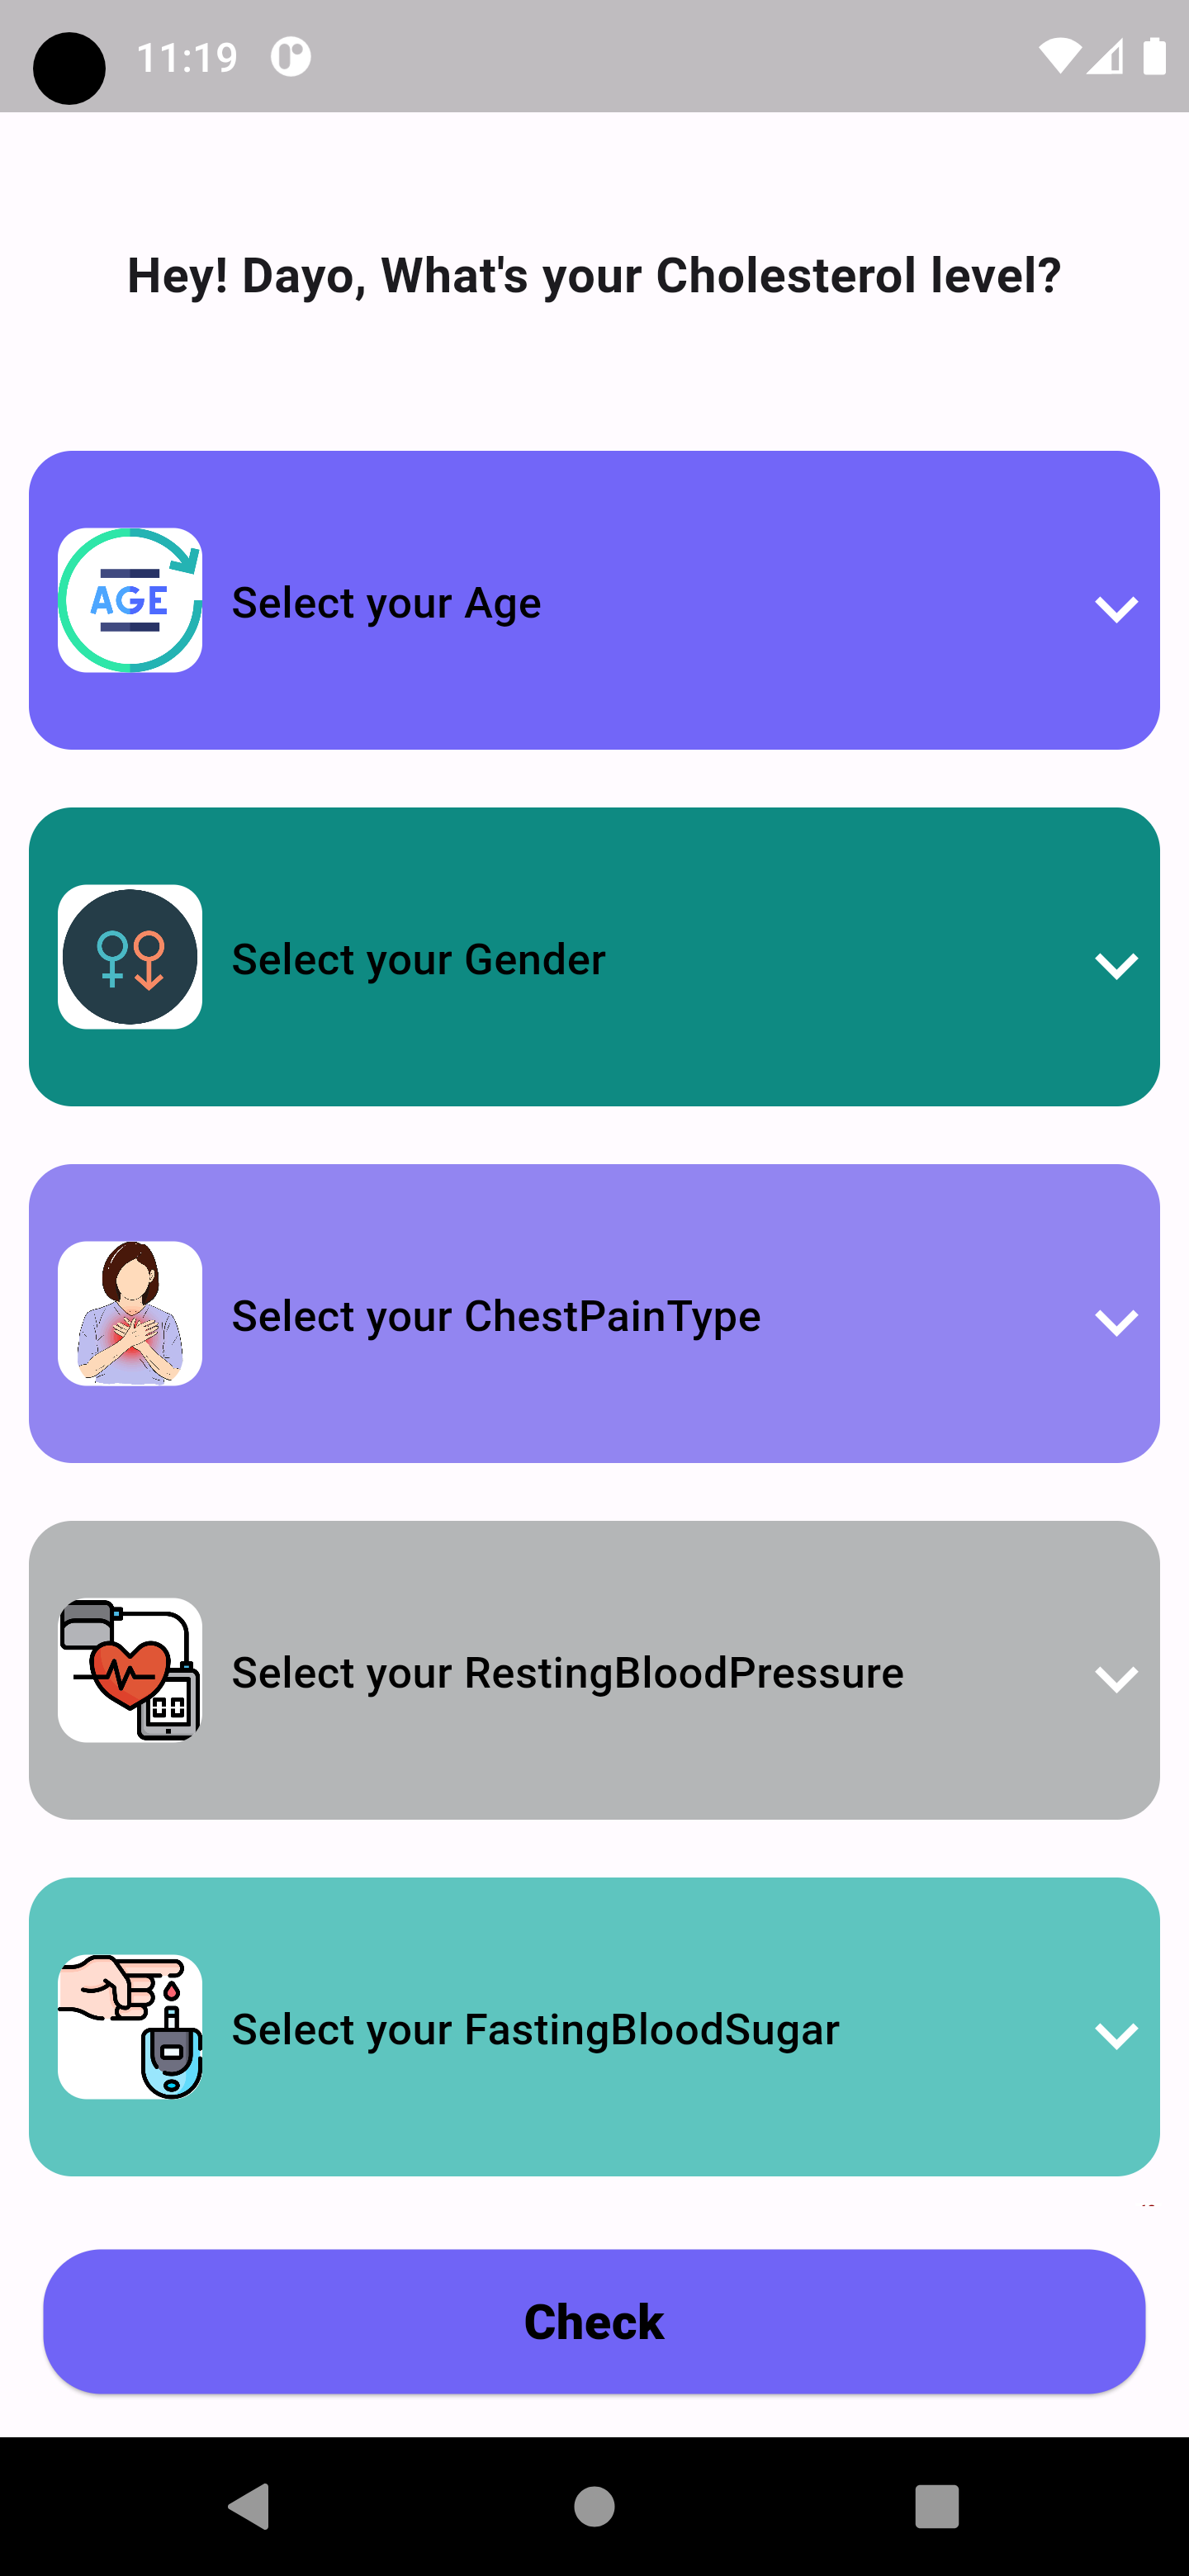 11:19
Hey! Dayo, What's your Cholesterol level?
AGE
Select your Age
Select your Gender
Select your ChestPainType
Select your RestingBloodPressure
Select your FastingBloodSugar
Check